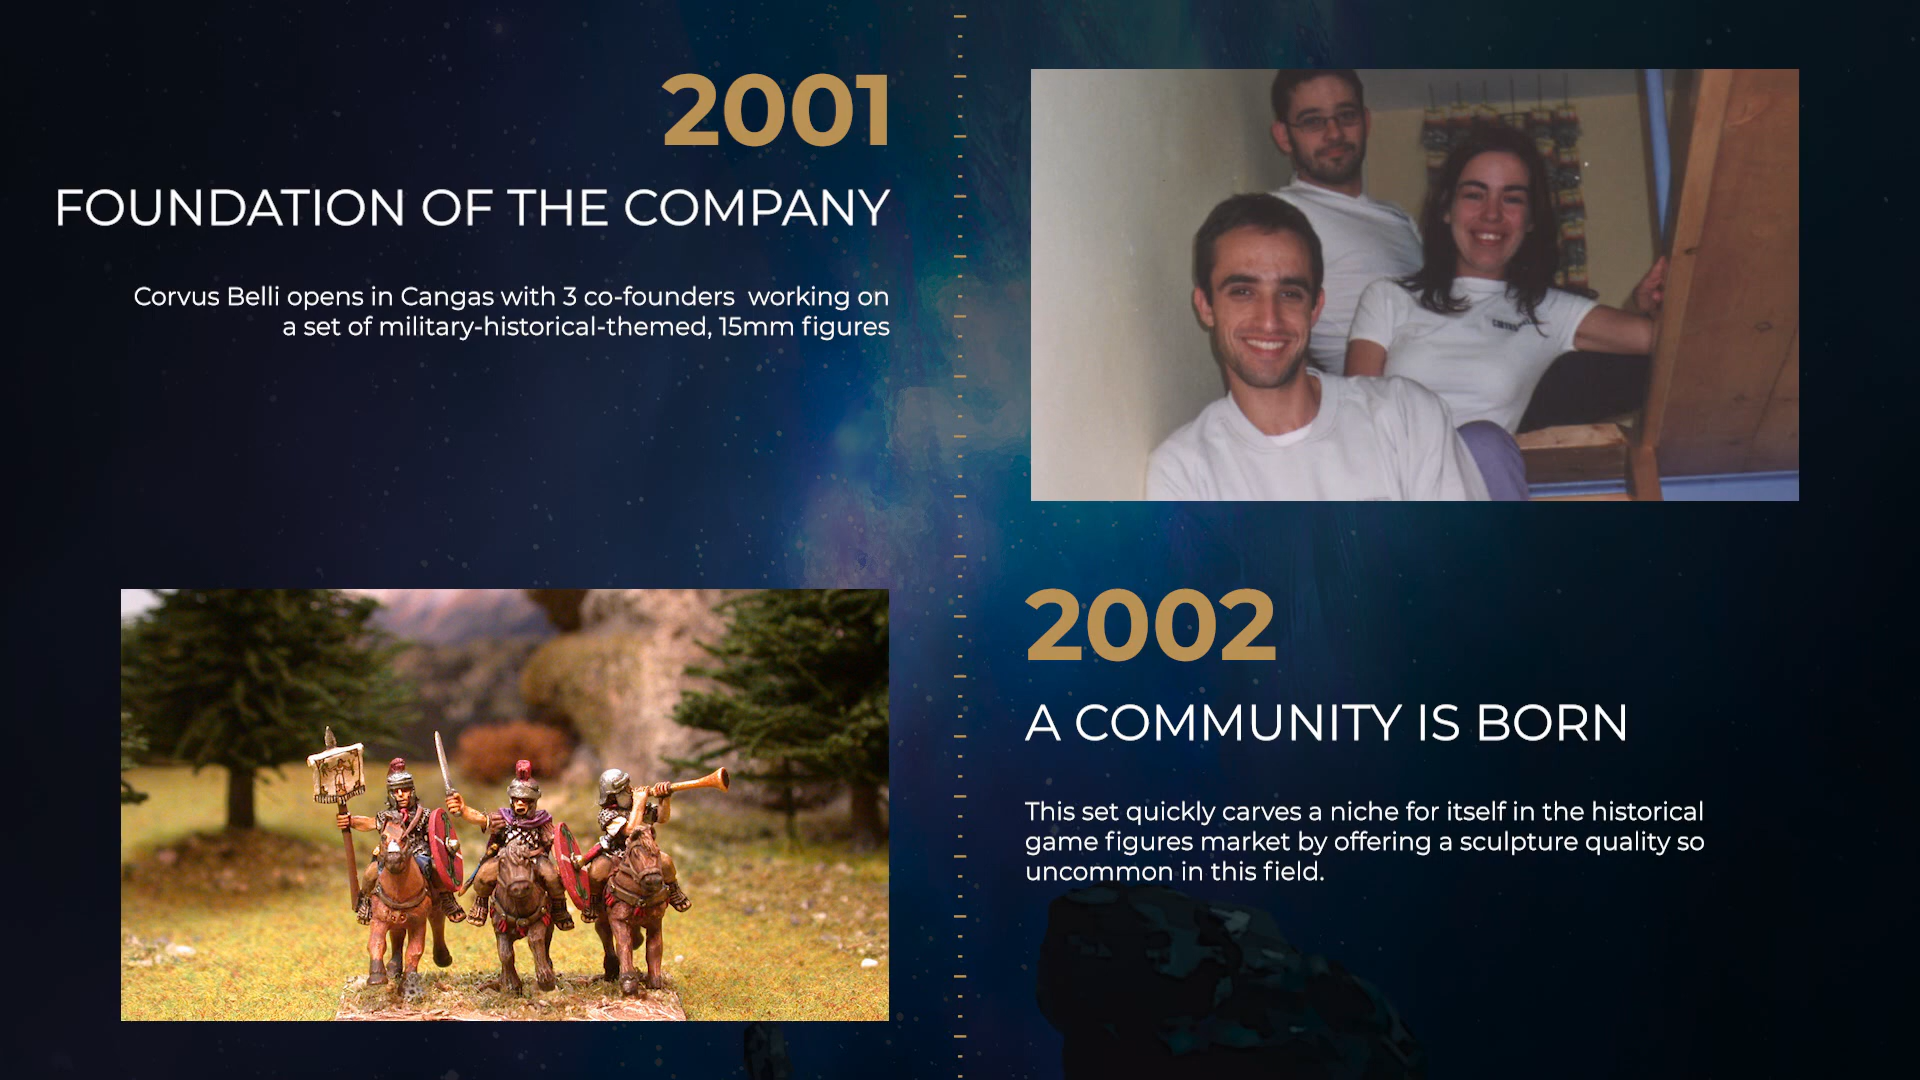 2001
FOUNDATION OF THE COMPANY
Corvus Belli opens in Cangas with 3 co-founders  working on
a set of military-historical-themed, 15mm figures
2002
A COMMUNITY IS BORN
This set quickly carves a niche for itself in the historical
game figures market by offering a sculpture quality so
uncommon in this field.